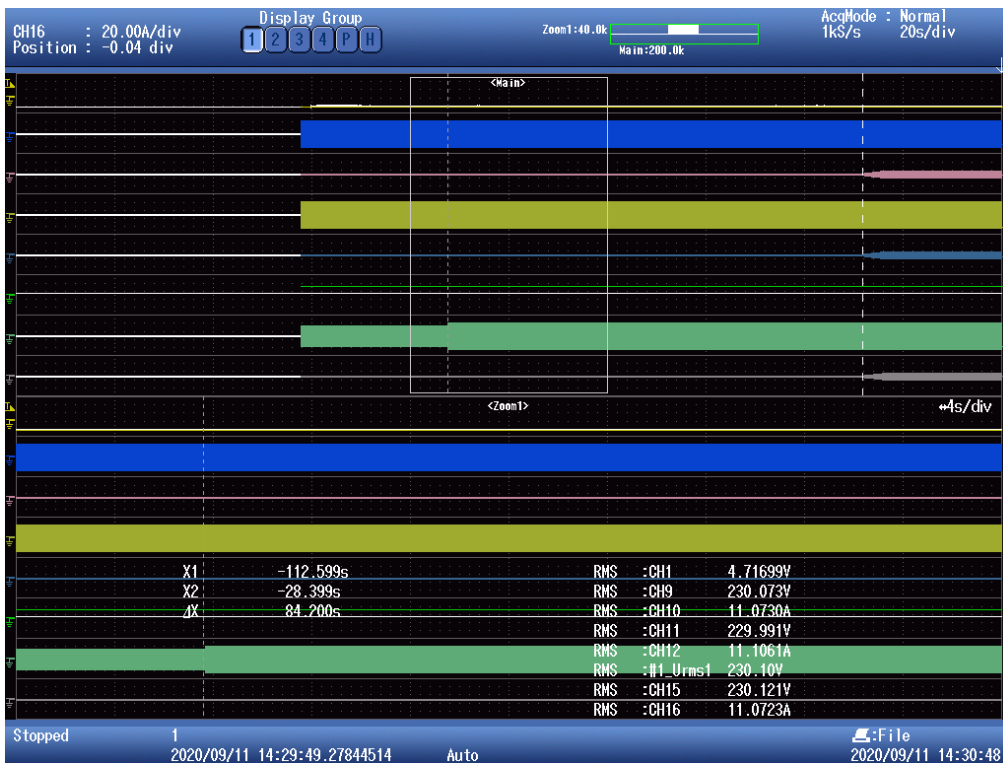 CH16 : 20.00A/div
Position : -0.04 div
Display Group
1 2 3 4 P H
Zoom1:40.0k
Main:200.0k
AcqMode : Normal
1kS/s 20s/div
<Main>
<Zoom1>
4s/div
X1 -112.599s
X2 -28.399s
ΔX 84.200s
RMS :CH1 4.71699V
RMS :CH9 230.073V
RMS :CH10 11.0730A
RMS :CH11 229.991V
RMS :CH12 11.1061A
RMS :#1_Urms1 230.10V
RMS :CH15 230.121V
RMS :CH16 11.0723A
Stopped 1
2020/09/11 14:29:49.27844514 Auto
:File
2020/09/11 14:30:48